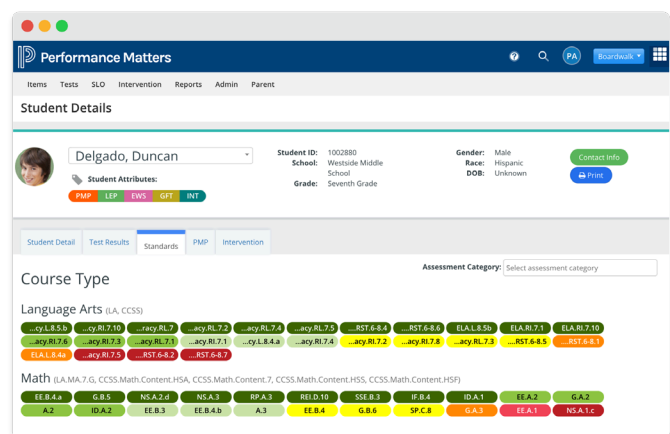 Performance Matters
PA
Boardwalk
Items Tests SLO Intervention Reports Admin Parent
Student Details
Delgado, Duncan
Student Attributes:
PMP LEP EWS GFT INT
Student ID: 1002880
School: Westside Middle
School
Grade: Seventh Grade
Gender: Male
Race: Hispanic
DOB: Unknown
Contact Info
Print
Student Detail Test Results Standards PMP Intervention
Assessment Category: Select assessment category
Course Type
Language Arts (LA, CCSS)
...cy.L.8.5.b ...cy.RI.7.10 ...racy.RL.7 ...acy.RL.7.2 ...acy.RL.7.4 ...acy.RL.7.5 ....RST.6-8.4 ....RST.6-8.6 ELA.L.8.5b ELA.RI.7.1 ELA.RI.7.10
...acy.RI.7.6 ...acy.RI.7.3 ...acy.RL.7.1 ...acy.RI.7.1 ...cy.L.8.4.a ...acy.RI.7.4 ...acy.RI.7.2 ...acy.RI.7.8 ...acy.RL.7.3 ....RST.6-8.5 ....RST.6-8.1
ELA.L.8.4a ...acy.RI.7.5 ....RST.6-8.2 ....RST.6-8.7
Math (LA.MA.7.G, CCSS.Math.Content.HSA, CCSS.Math.Content.7, CCSS.Math.Content.HSS, CCSS.Math.Content.HSF)
EE.B.4.a G.B.5 NS.A.2.d NS.A.3 RP.A.3 REI.D.10 SSE.B.3 IF.B.4 ID.A.1 EE.A.2 G.A.2
A.2 ID.A.2 EE.B.3 EE.B.4.b A.3 EE.B.4 G.B.6 SP.C.8 G.A.3 EE.A.1 NS.A.1.c